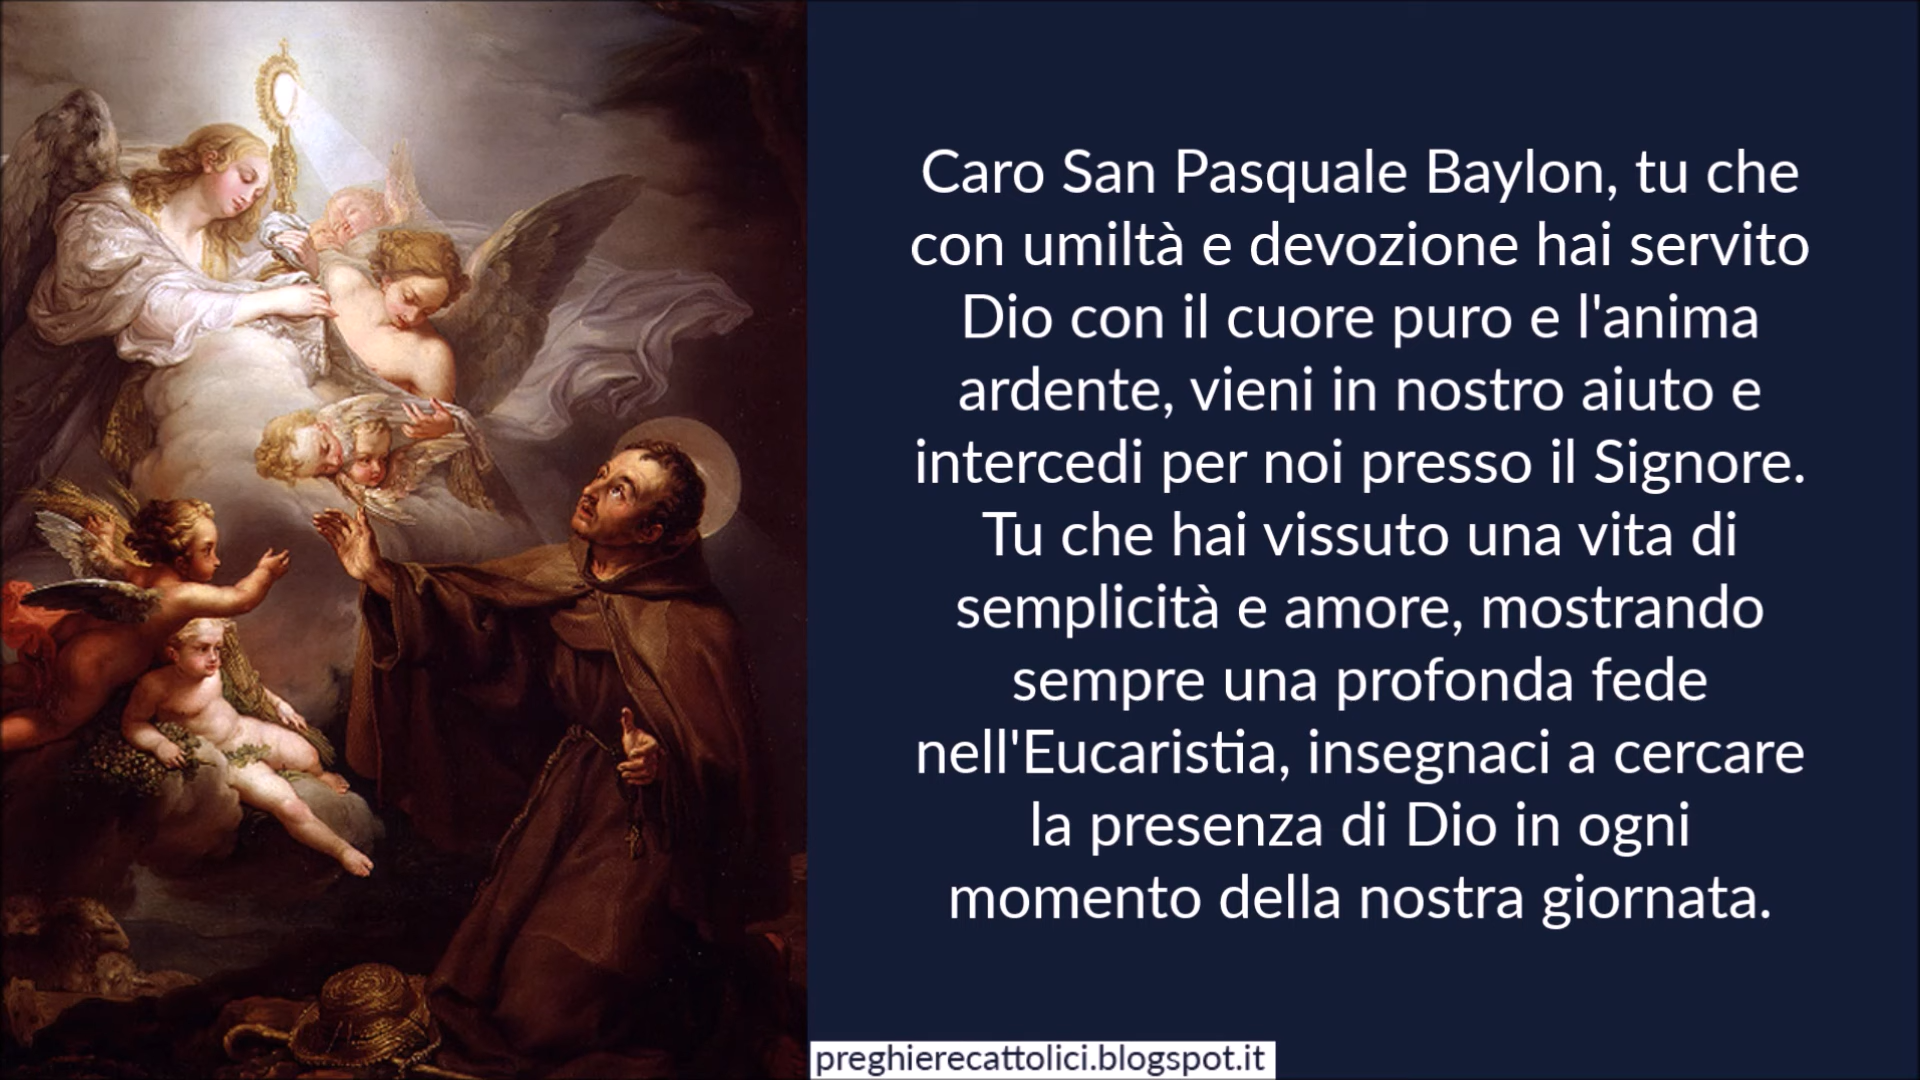 Caro San Pasquale Baylon, tu che
con umiltà e devozione hai servito
Dio con il cuore puro e l'anima
ardente, vieni in nostro aiuto e
intercedi per noi presso il Signore.
Tu che hai vissuto una vita di
semplicità e amore, mostrando
sempre una profonda fede
nell'Eucaristia, insegnaci a cercare
la presenza di Dio in ogni
momento della nostra giornata.
preghierecattolici.blogspot.it